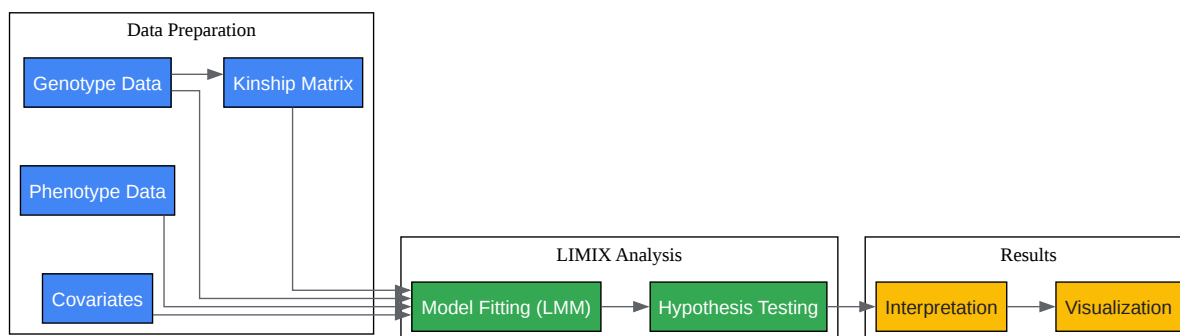 Data Preparation
Genotype Data
Kinship Matrix
Phenotype Data
Covariates
LIMIX Analysis
Model Fitting (LMM)
Hypothesis Testing
Results
Interpretation
Visualization